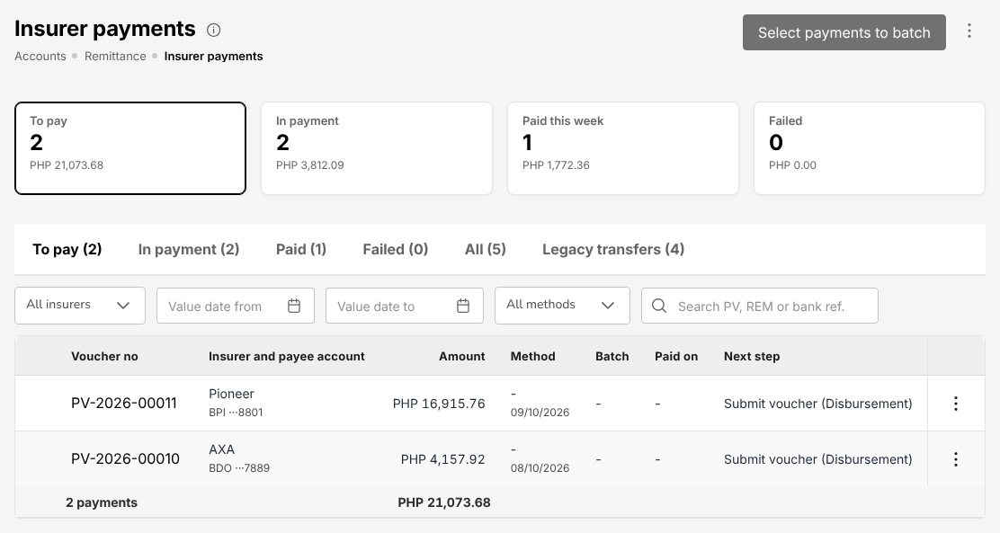 Insurer payments
Select payments to batch
Accounts Remittance Insurer payments
To pay
2
PHP 21,073.68
In payment
2
PHP 3,812.09
Paid this week
1
PHP 1,772.36
Failed
0
PHP 0.00
To pay (2) In payment (2) Paid (1) Failed (0) All (5) Legacy transfers (4)
All insurers Value date from Value date to All methods Search PV, REM or bank ref.
Voucher no Insurer and payee account Amount Method Batch Paid on Next step
PV-2026-00011 Pioneer PHP 16,915.76 - - - Submit voucher (Disbursement)
BPI ···8801 09/10/2026
PV-2026-00010 AXA PHP 4,157.92 - - - Submit voucher (Disbursement)
BDO ···7889 08/10/2026
2 payments PHP 21,073.68